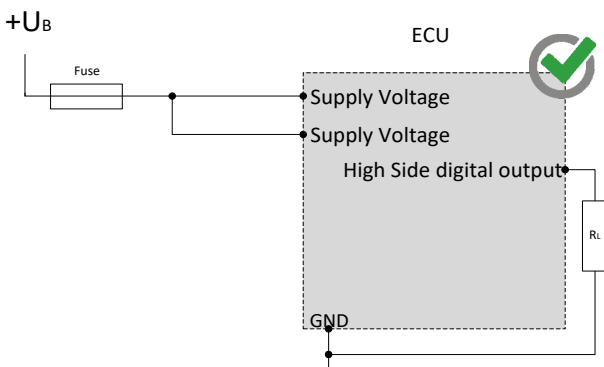 +UB
ECU
Fuse
Supply Voltage
Supply Voltage
High Side digital output
RL
GND